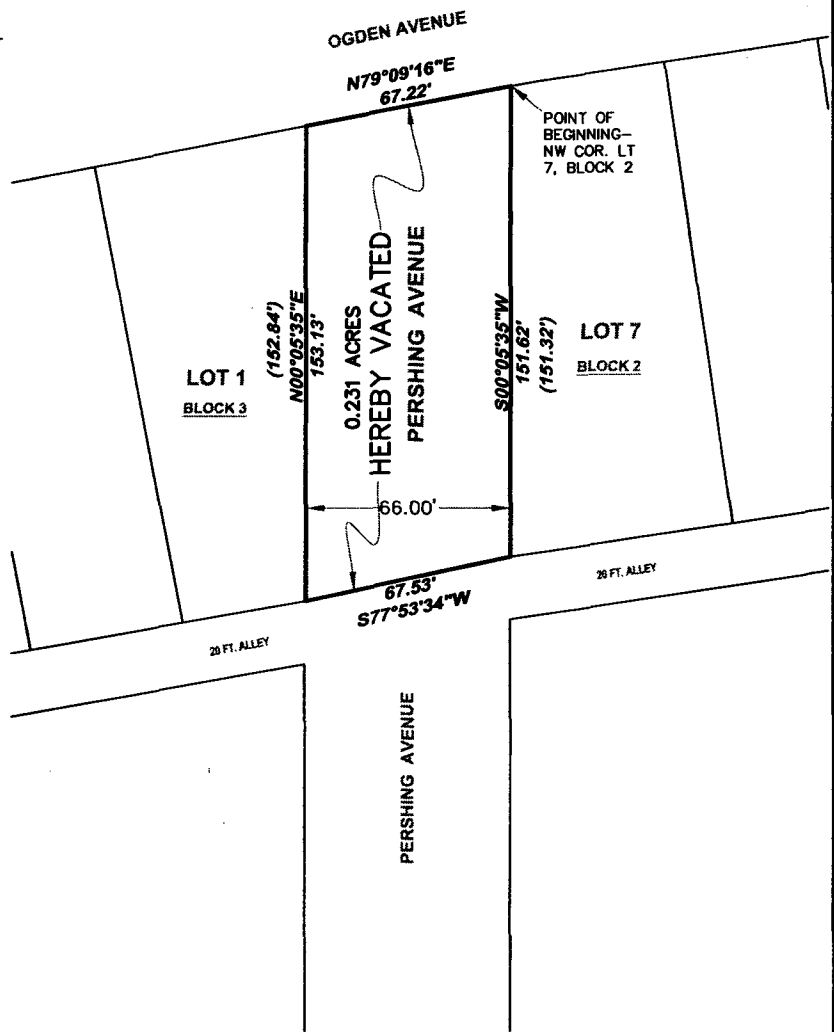 OGDEN AVENUE
N79°09'16"E
67.22'
POINT OF
BEGINNING-
NW COR. LT
7, BLOCK 2
(152.84')
N00°05'35"E
153.13'
0.231 ACRES
HEREBY VACATED
PERSHING AVENUE
S00°05'35"W
151.62'
(151.32')
LOT 1
BLOCK 3
LOT 7
BLOCK 2
66.00'
67.53'
S77°53'34"W
20 FT. ALLEY
20 FT. ALLEY
PERSHING AVENUE